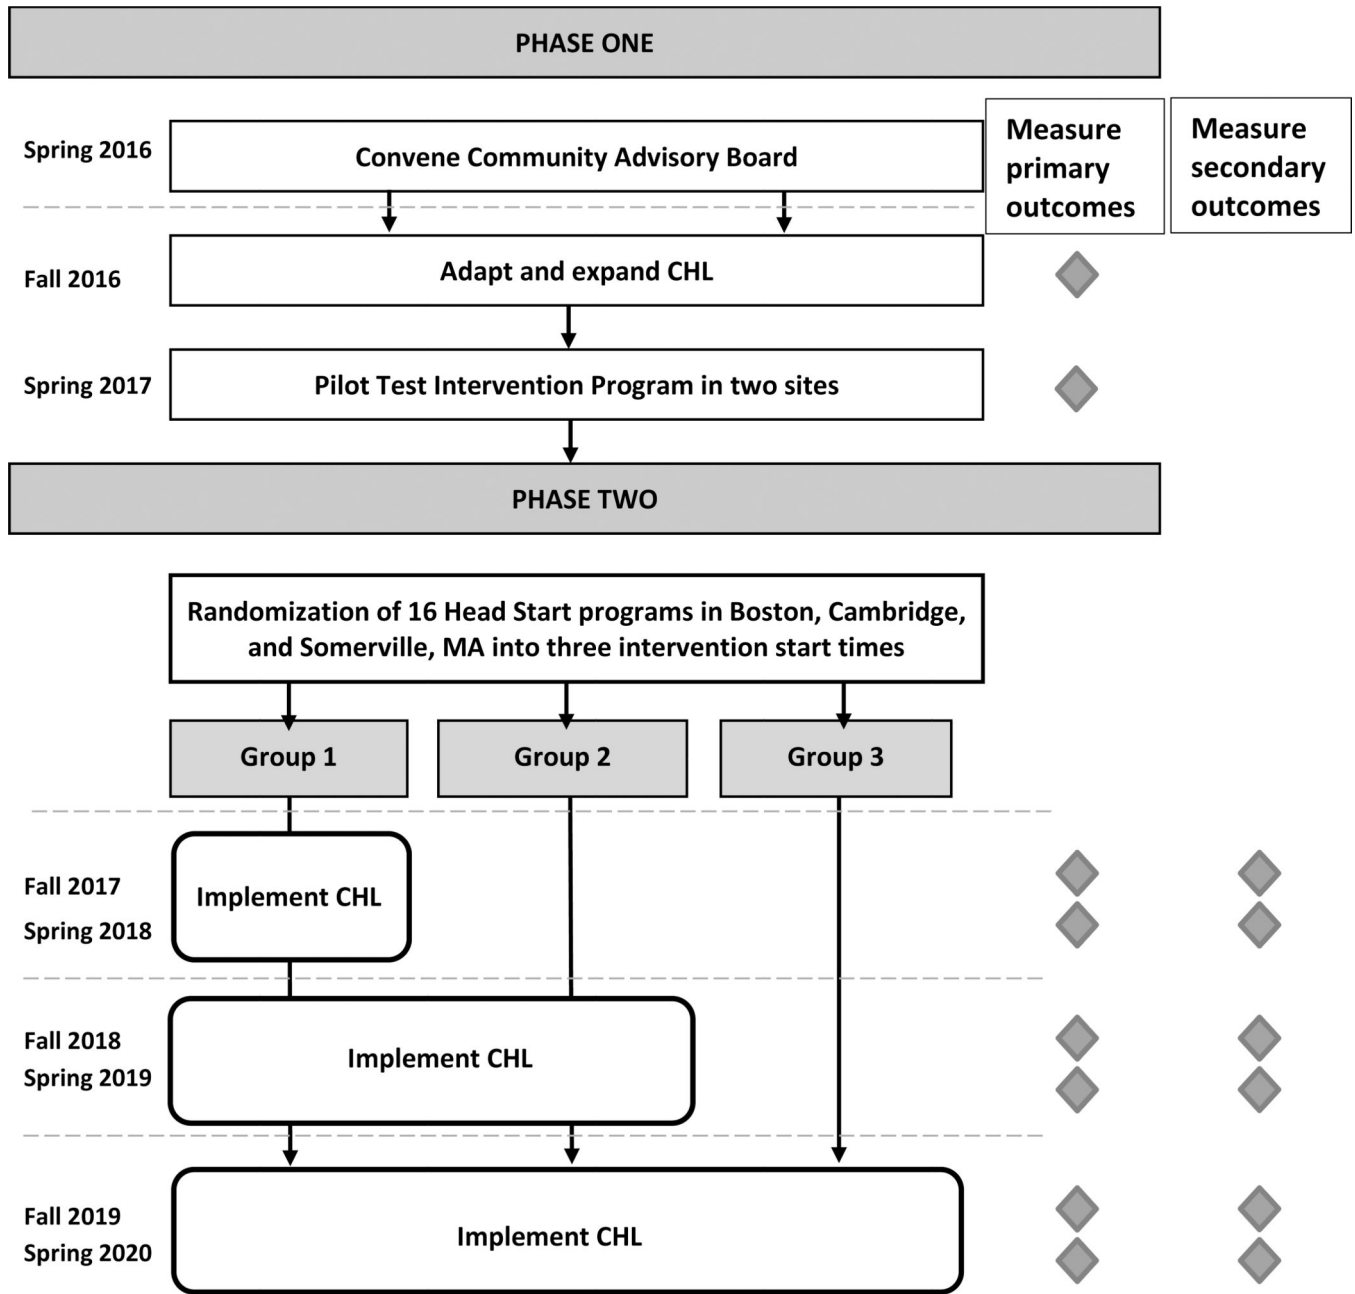 PHASE ONE
Spring 2016
Convene Community Advisory Board
Measure
primary
outcomes
Measure
secondary
outcomes
Fall 2016
Adapt and expand CHL
Spring 2017
Pilot Test Intervention Program in two sites
PHASE TWO
Randomization of 16 Head Start programs in Boston, Cambridge,
and Somerville, MA into three intervention start times
Group 1
Group 2
Group 3
Fall 2017
Spring 2018
Implement CHL
Fall 2018
Spring 2019
Implement CHL
Fall 2019
Spring 2020
Implement CHL